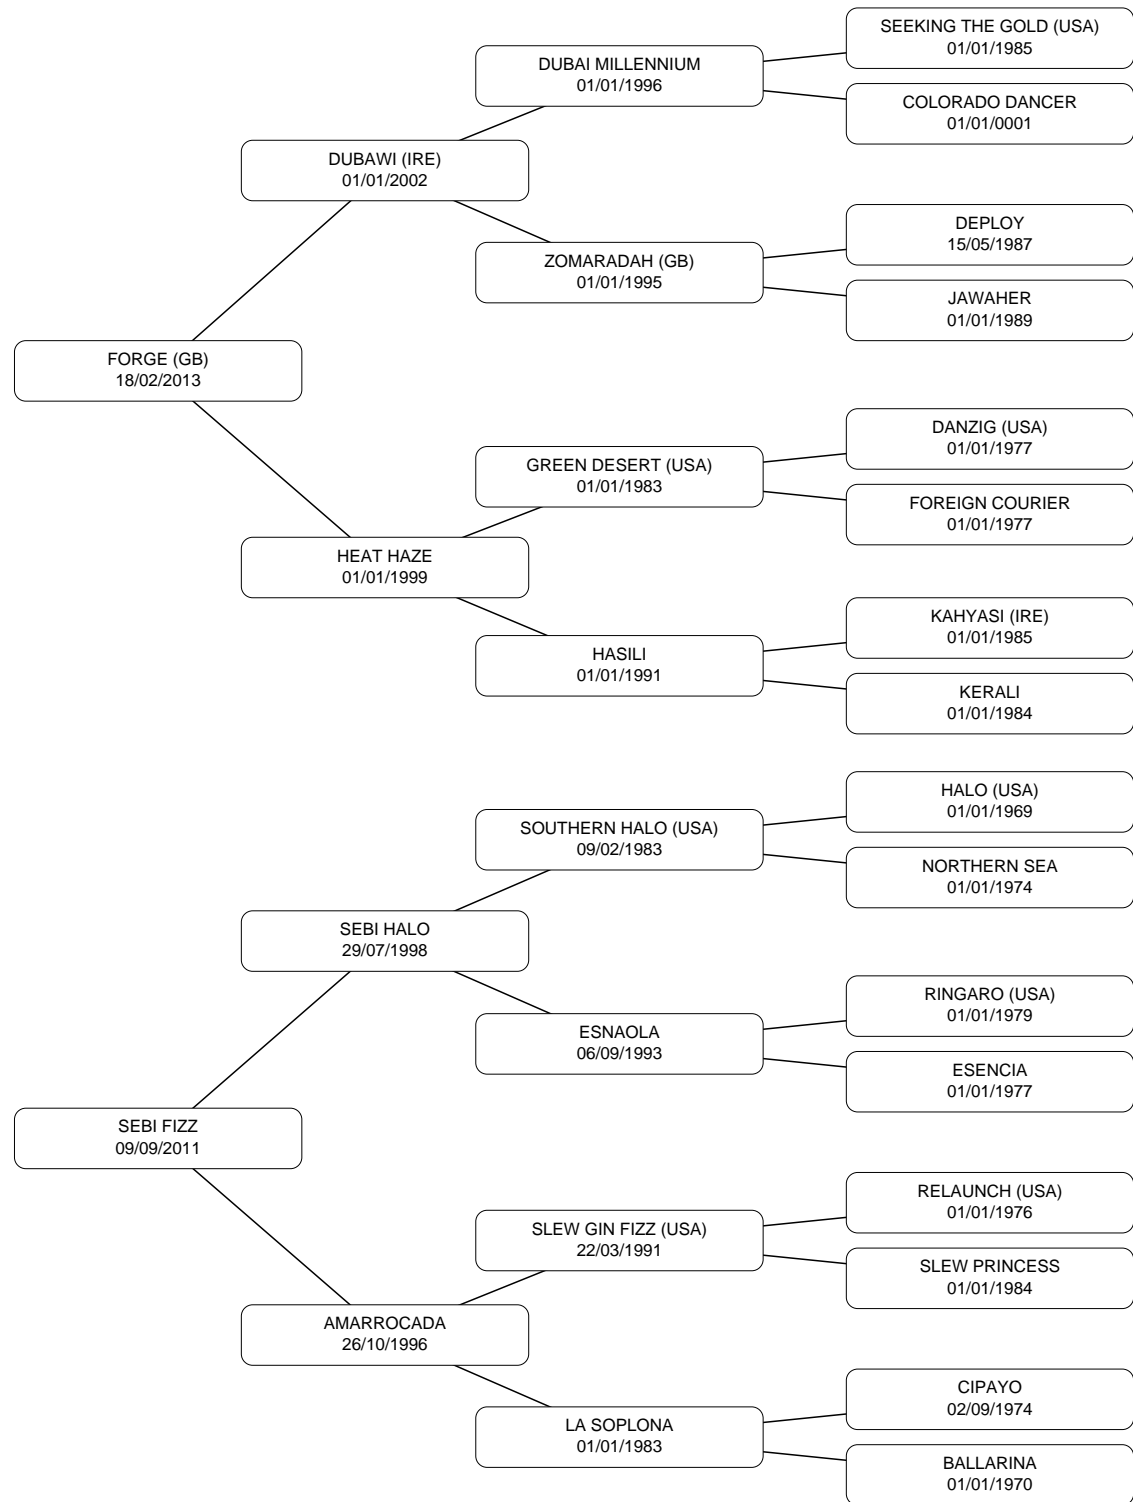 SEEKING THE GOLD (USA)
01/01/1985
DUBAI MILLENNIUM
01/01/1996
COLORADO DANCER
01/01/0001
DUBAWI (IRE)
01/01/2002
DEPLOY
15/05/1987
ZOMARADAH (GB)
01/01/1995
JAWAHER
01/01/1989
FORGE (GB)
18/02/2013
DANZIG (USA)
01/01/1977
GREEN DESERT (USA)
01/01/1983
FOREIGN COURIER
01/01/1977
HEAT HAZE
01/01/1999
KAHYASI (IRE)
01/01/1985
HASILI
01/01/1991
KERALI
01/01/1984
HALO (USA)
01/01/1969
SOUTHERN HALO (USA)
09/02/1983
NORTHERN SEA
01/01/1974
SEBI HALO
29/07/1998
RINGARO (USA)
01/01/1979
ESNAOLA
06/09/1993
ESENCIA
01/01/1977
SEBI FIZZ
09/09/2011
RELAUNCH (USA)
01/01/1976
SLEW GIN FIZZ (USA)
22/03/1991
SLEW PRINCESS
01/01/1984
AMARROCADA
26/10/1996
CIPAYO
02/09/1974
LA SOPLONA
01/01/1983
BALLARINA
01/01/1970